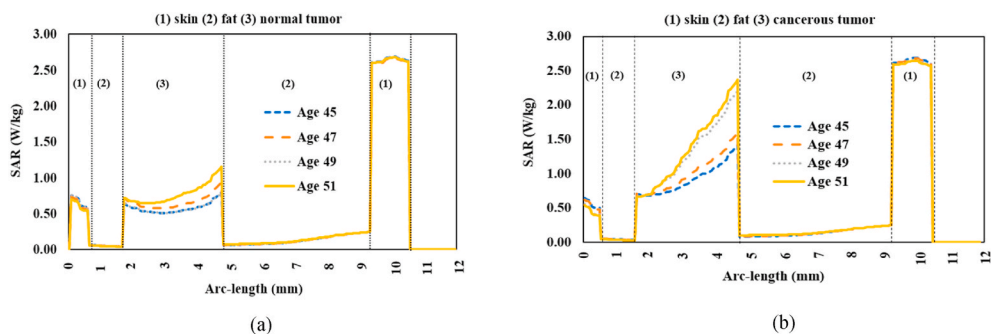 (1) skin (2) fat (3) normal tumor
3.00
2.50
2.00
1.50
1.00
0.50
0.00
SAR (W/kg)
(1)
(2)
(3)
(2)
(1)
Age 45
Age 47
Age 49
Age 51
0 1 2 3 4 5 6 7 9 9 10 11 12
Arc-length (mm)
(a)
(1) skin (2) fat (3) cancerous tumor
3.00
2.50
2.00
1.50
1.00
0.50
0.00
SAR (W/kg)
(1)
(2)
(3)
(2)
(1)
Age 45
Age 47
Age 49
Age 51
0 1 2 3 4 5 6 7 9 9 10 11 12
Arc-length (mm)
(b)